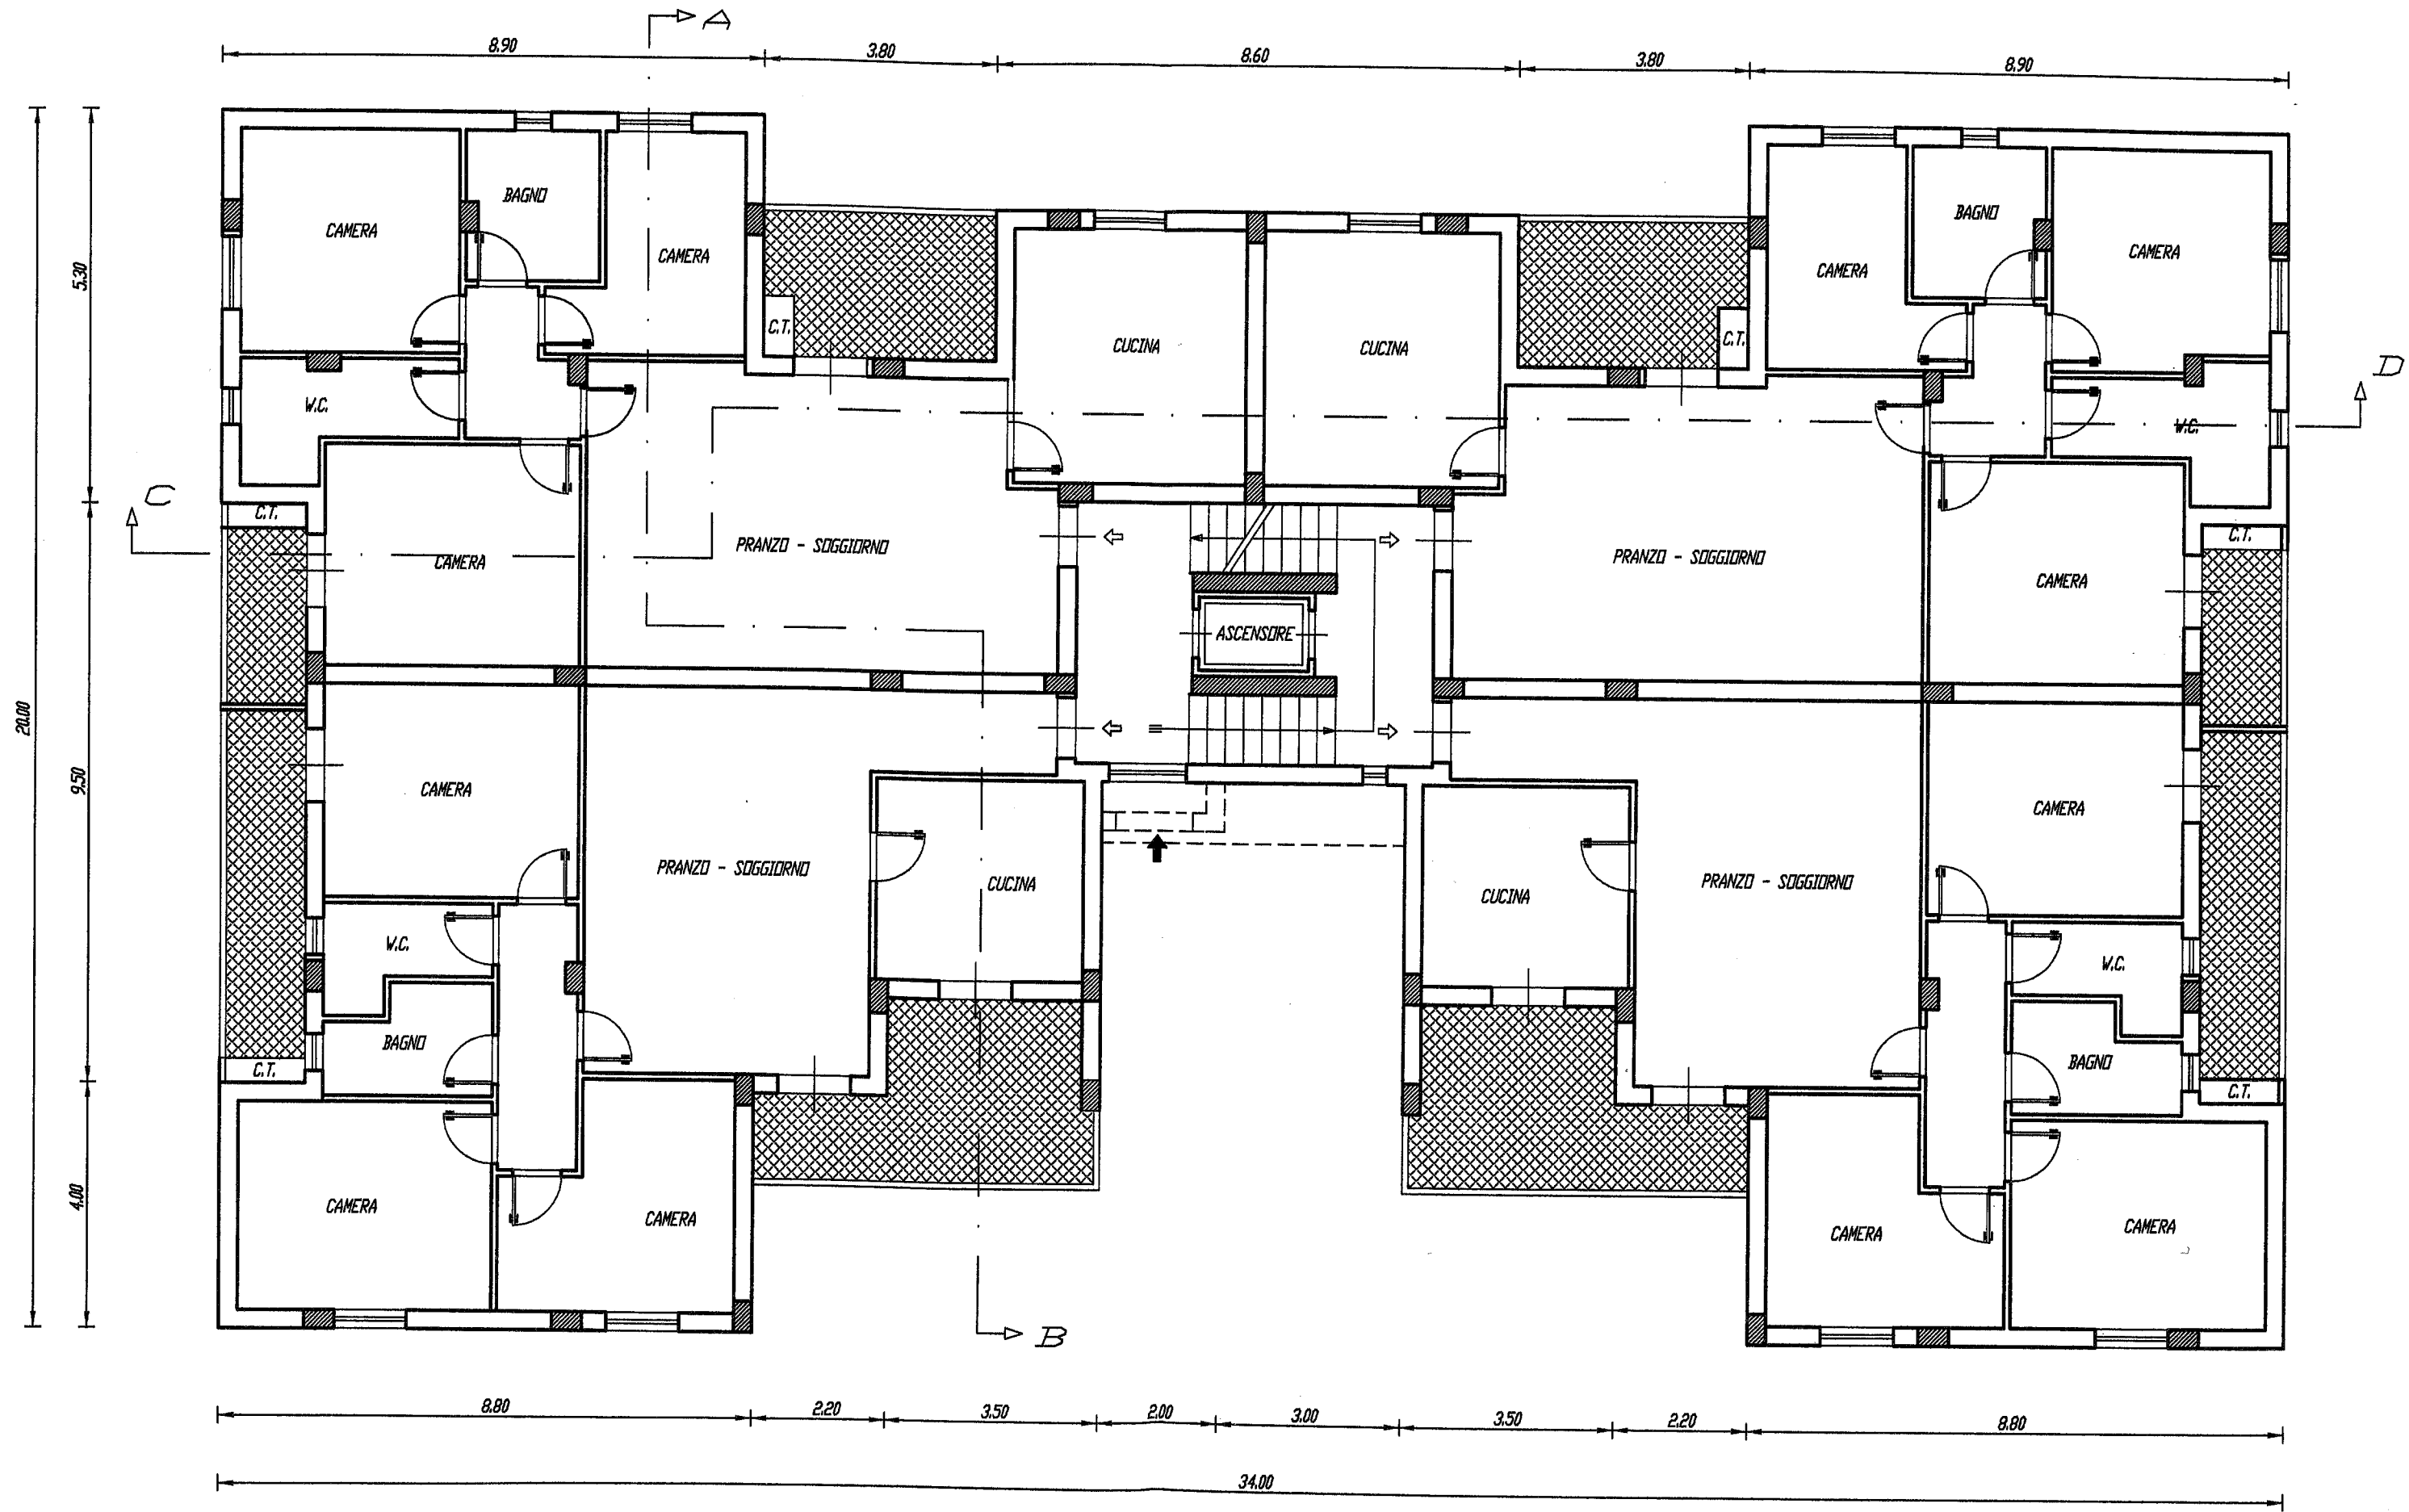 A
8.90
3.80
8.60
3.80
8.90
BAGNO
CAMERA
CAMERA
BAGNO
CAMERA
CAMERA
5.30
C.T.
CUCINA
CUCINA
C.T.
D
W.C.
W.C.
C
C.T.
C.T.
PRANZO - SOGGIORNO
PRANZO - SOGGIORNO
CAMERA
CAMERA
ASCENSORE
20.00
9.50
CAMERA
CAMERA
PRANZO - SOGGIORNO
CUCINA
CUCINA
PRANZO - SOGGIORNO
W.C.
W.C.
BAGNO
BAGNO
C.T.
C.T.
4.00
CAMERA
CAMERA
CAMERA
CAMERA
B
8.80
2.20
3.50
2.00
3.00
3.50
2.20
8.80
34.00